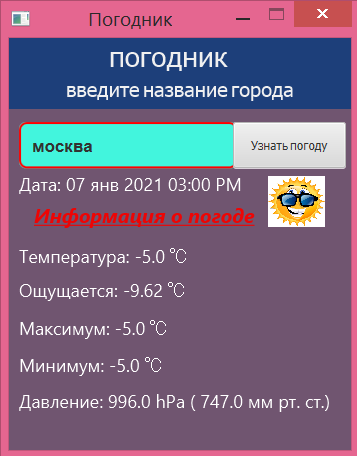 Погодник
ПОГОДНИК
введите название города
москва
Узнать погоду
Дата: 07 янв 2021 03:00 PM
Информация о погоде
Температура: -5.0 ℃
Ощущается: -9.62 ℃
Максимум: -5.0 ℃
Минимум: -5.0 ℃
Давление: 996.0 hPa ( 747.0 мм рт. ст.)